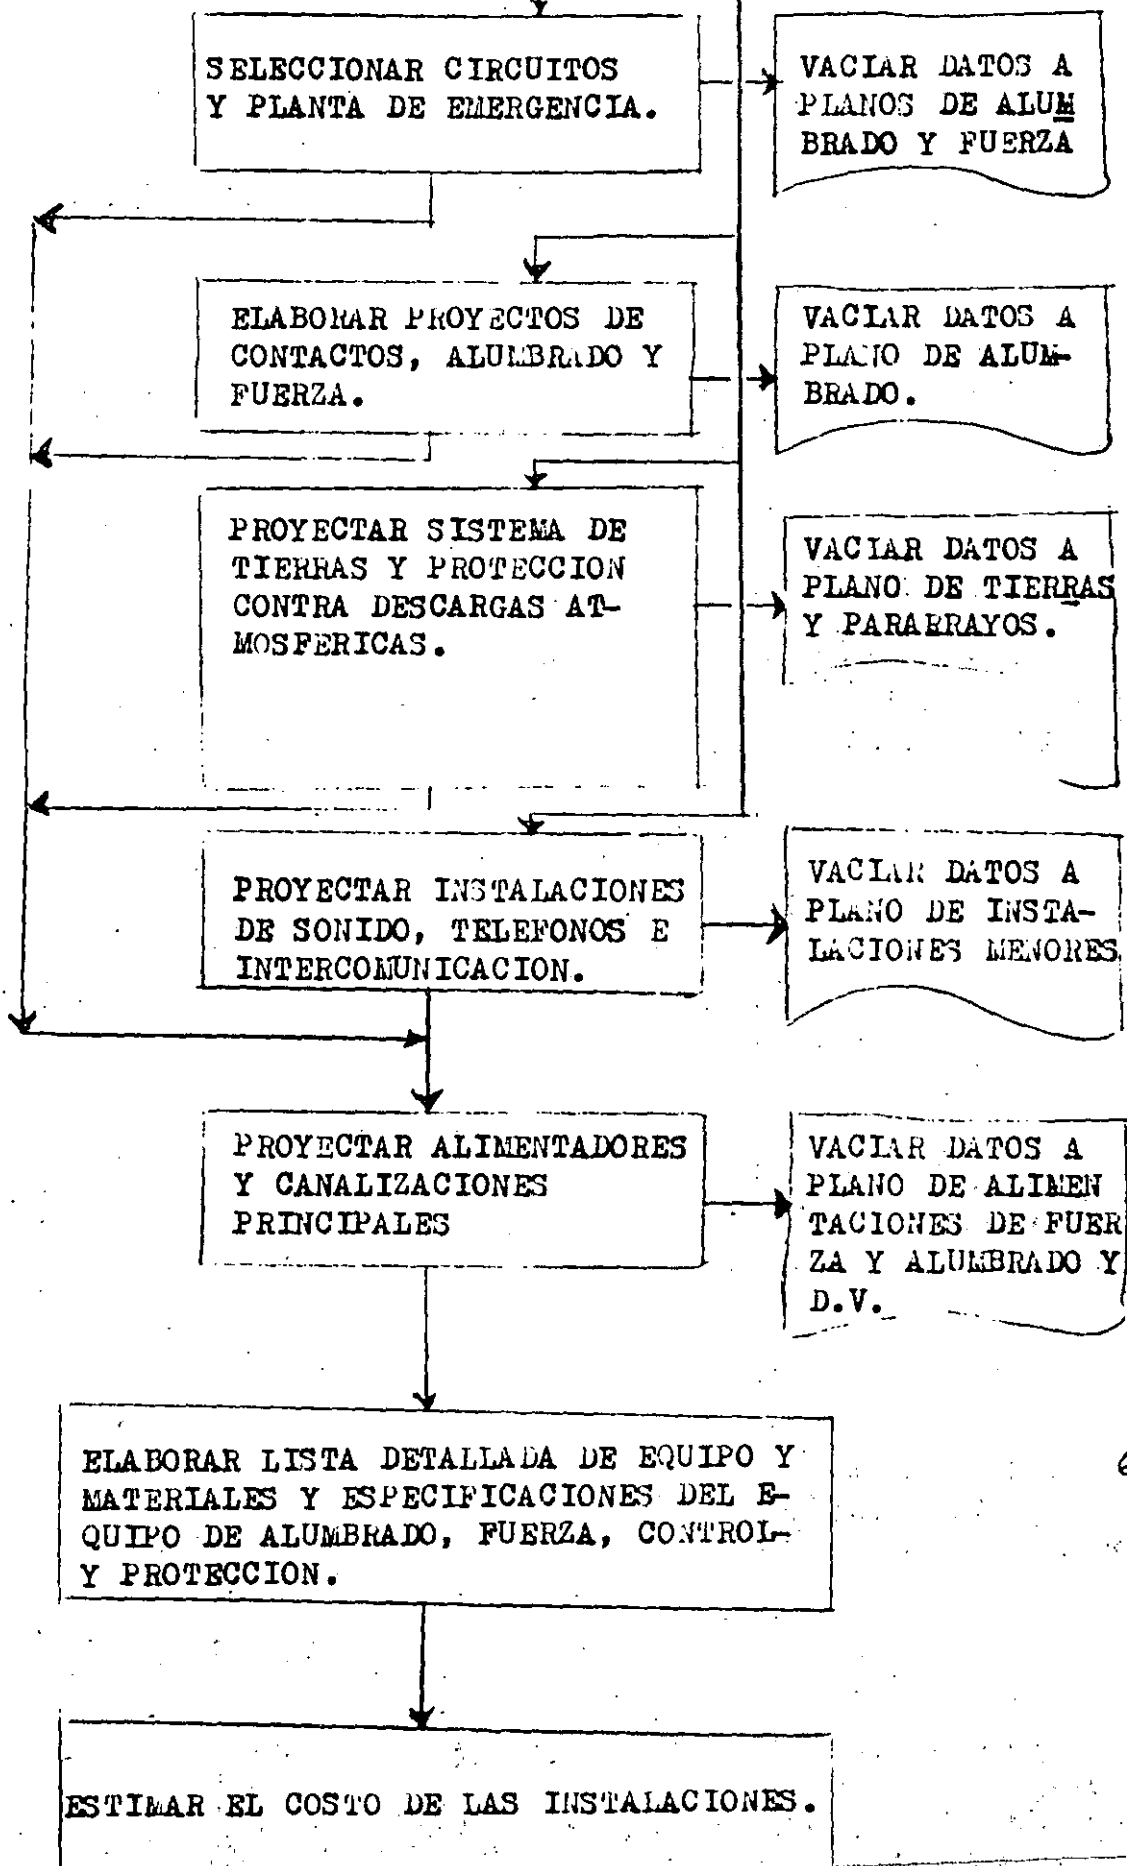 SELECCIONAR CIRCUITOS
Y PLANTA DE EMERGENCIA.
VACIAR DATOS A
PLANOS DE ALUM
BRADO Y FUERZA
ELABORAR PROYECTOS DE
CONTACTOS, ALUMBRADO Y
FUERZA.
VACIAR DATOS A
PLANO DE ALUM-
BRADO.
PROYECTAR SISTEMA DE
TIERRAS Y PROTECCION
CONTRA DESCARGAS AT-
MOSFERICAS.
VACIAR DATOS A
PLANO DE TIERRAS
Y PARARRAYOS.
PROYECTAR INSTALACIONES
DE SONIDO, TELEFONOS E
INTERCOMUNICACION.
VACIAR DATOS A
PLANO DE INSTA-
LACIONES MENORES
PROYECTAR ALIMENTADORES
Y CANALIZACIONES
PRINCIPALES
VACIAR DATOS A
PLANO DE ALIMEN
TACIONES DE FUER
ZA Y ALUMBRADO Y
D.V.
ELABORAR LISTA DETALLADA DE EQUIPO Y
MATERIALES Y ESPECIFICACIONES DEL E-
QUIPO DE ALUMBRADO, FUERZA, CONTROL-
Y PROTECCION.
ESTIMAR EL COSTO DE LAS INSTALACIONES.